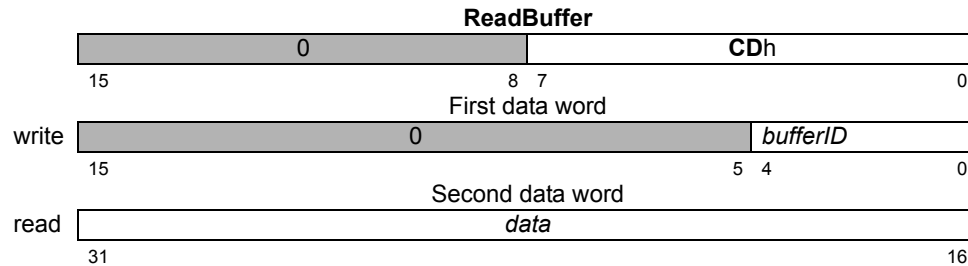 ReadBuffer
0 CDh
15 8 7 0
First data word
write 0 bufferID
15 5 4 0
Second data word
read data
31 16